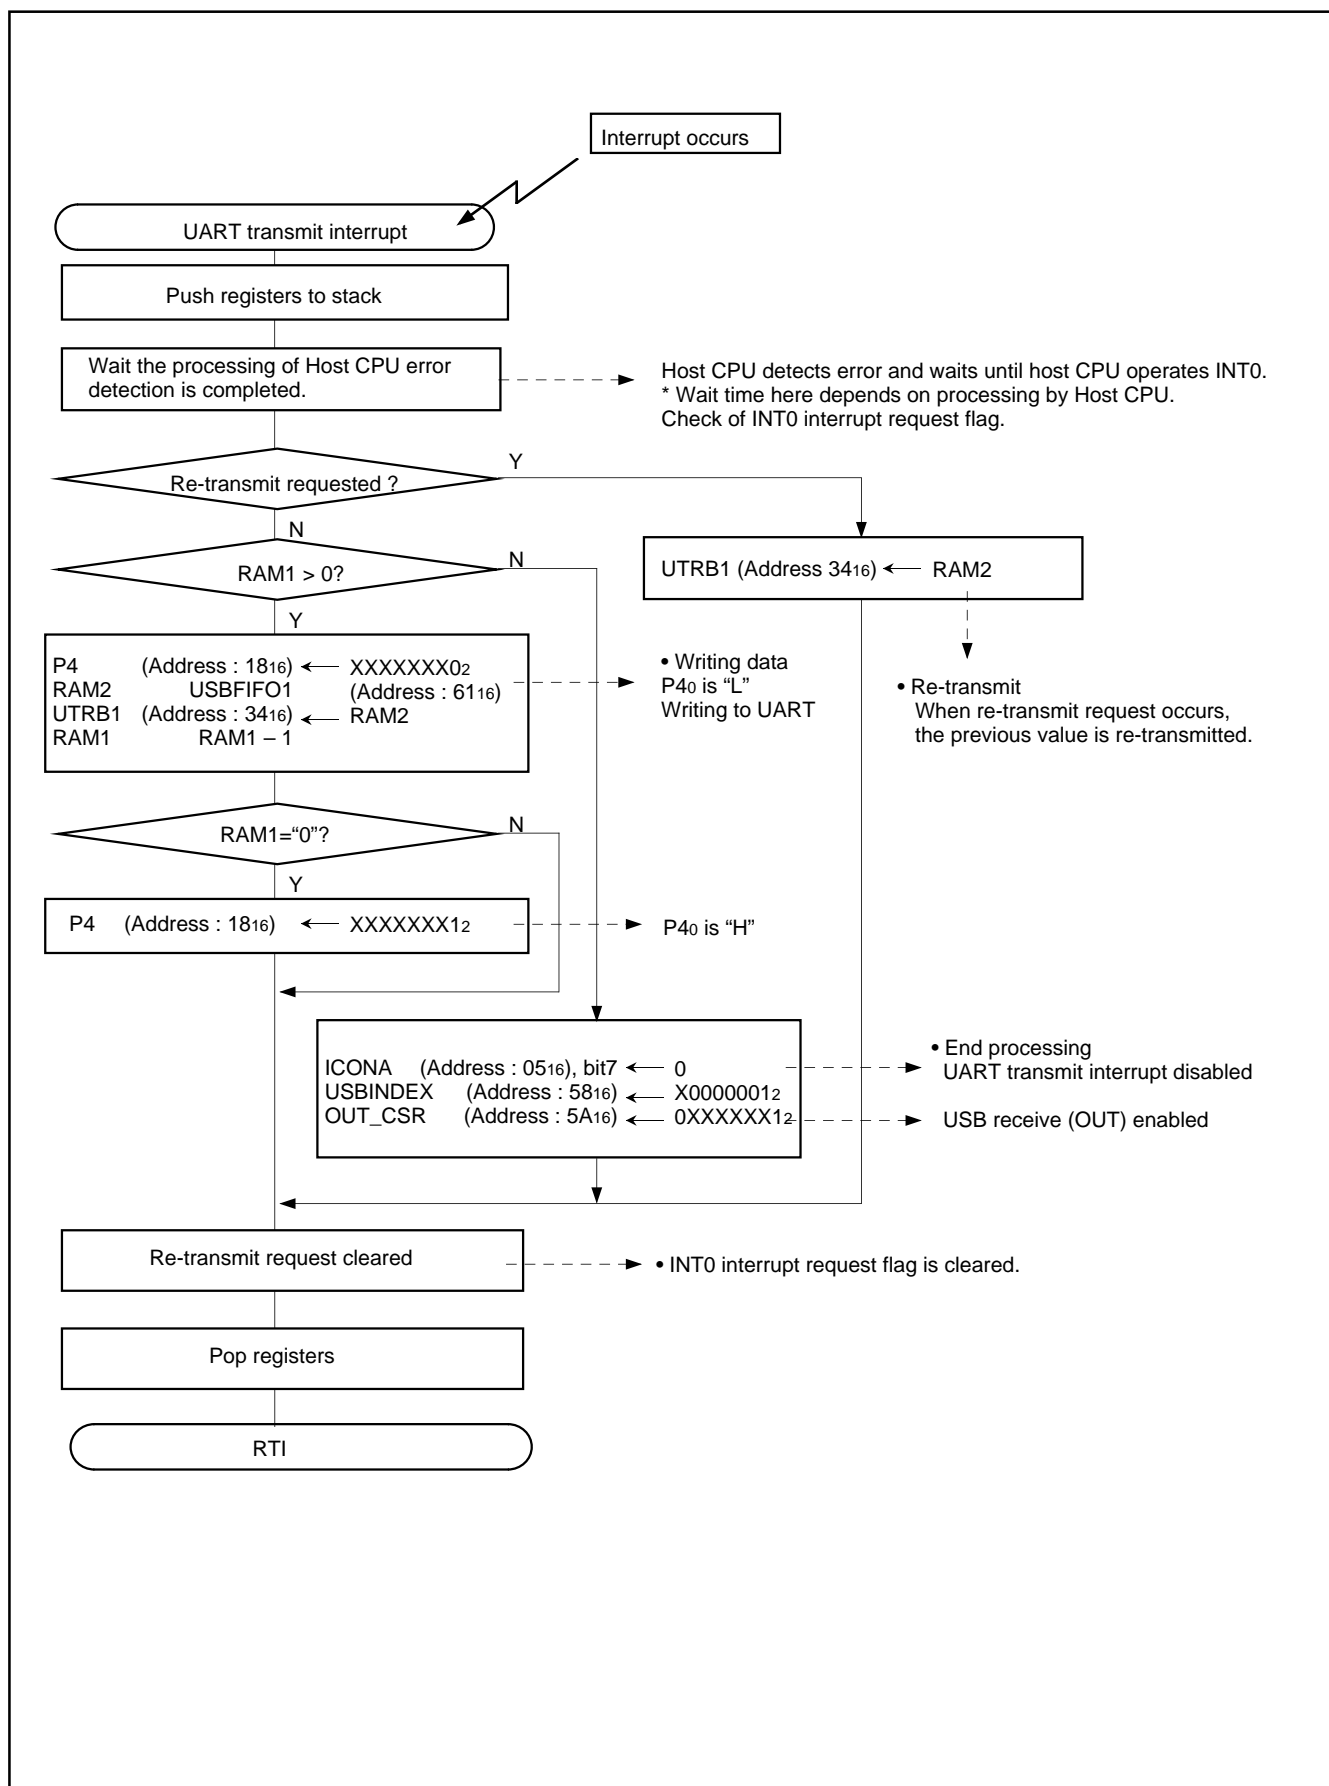 Interrupt occurs
UART transmit interrupt
Push registers to stack
Wait the processing of Host CPU error
detection is completed.
Host CPU detects error and waits until host CPU operates INT0.
* Wait time here depends on processing by Host CPU.
Check of INT0 interrupt request flag.
Re-transmit requested ?
Y
N
RAM1 > 0?
N
UTRB1 (Address 34₁₆) ← RAM2
Y
P4 (Address : 18₁₆) ← XXXXXXX0₂
RAM2 USBFIFO1 (Address : 61₁₆)
UTRB1 (Address : 34₁₆) ← RAM2
RAM1 RAM1 – 1
• Writing data
P4₀ is “L”
Writing to UART
• Re-transmit
When re-transmit request occurs,
the previous value is re-transmitted.
RAM1=“0”?
N
Y
P4 (Address : 18₁₆) ← XXXXXXX1₂
P4₀ is “H”
ICONA (Address : 05₁₆), bit7 ← 0
USBINDEX (Address : 58₁₆) ← X0000001₂
OUT_CSR (Address : 5A₁₆) ← 0XXXXXX1₂
• End processing
UART transmit interrupt disabled
USB receive (OUT) enabled
Re-transmit request cleared
• INT0 interrupt request flag is cleared.
Pop registers
RTI